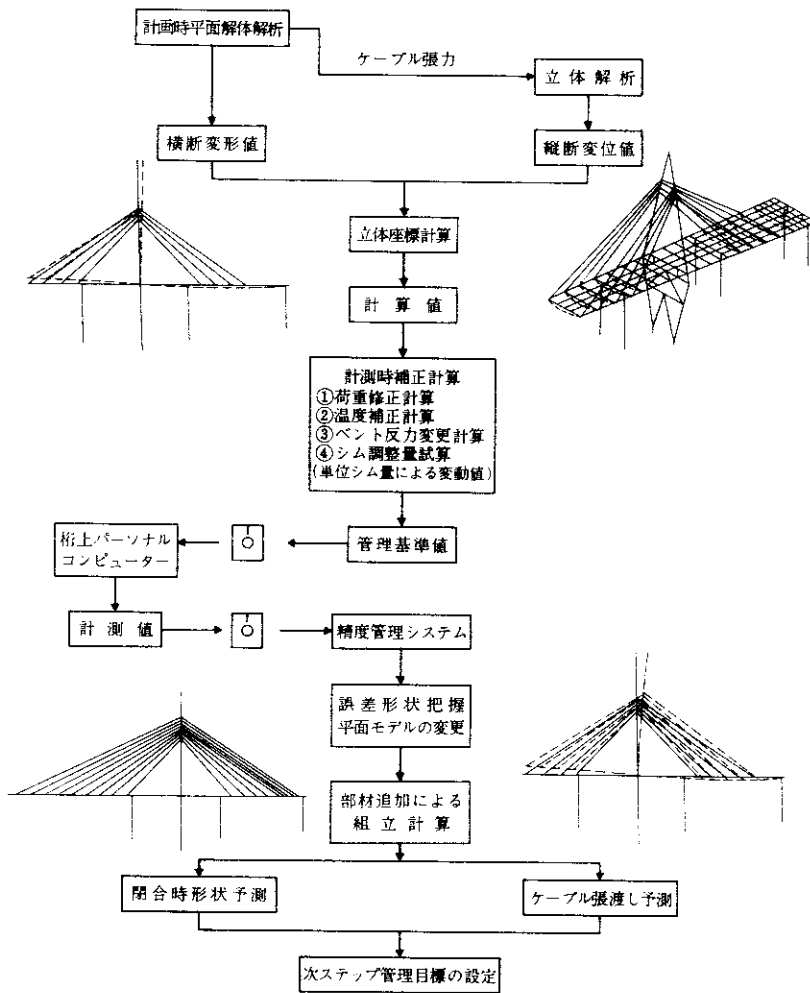 計画時平面解体解析
ケーブル張力
立体解析
横断変形値
縦断変位値
立体座標計算
計算値
計測時補正計算
①荷重修正計算
②温度補正計算
③ベント反力変更計算
④シム調整量試算
(単位シム量による変動値)
桁上パーソナル
コンピューター
管理基準値
計測値
精度管理システム
誤差形状把握
平面モデルの変更
部材追加による
組立計算
閉合時形状予測
ケーブル張渡し予測
次ステップ管理目標の設定